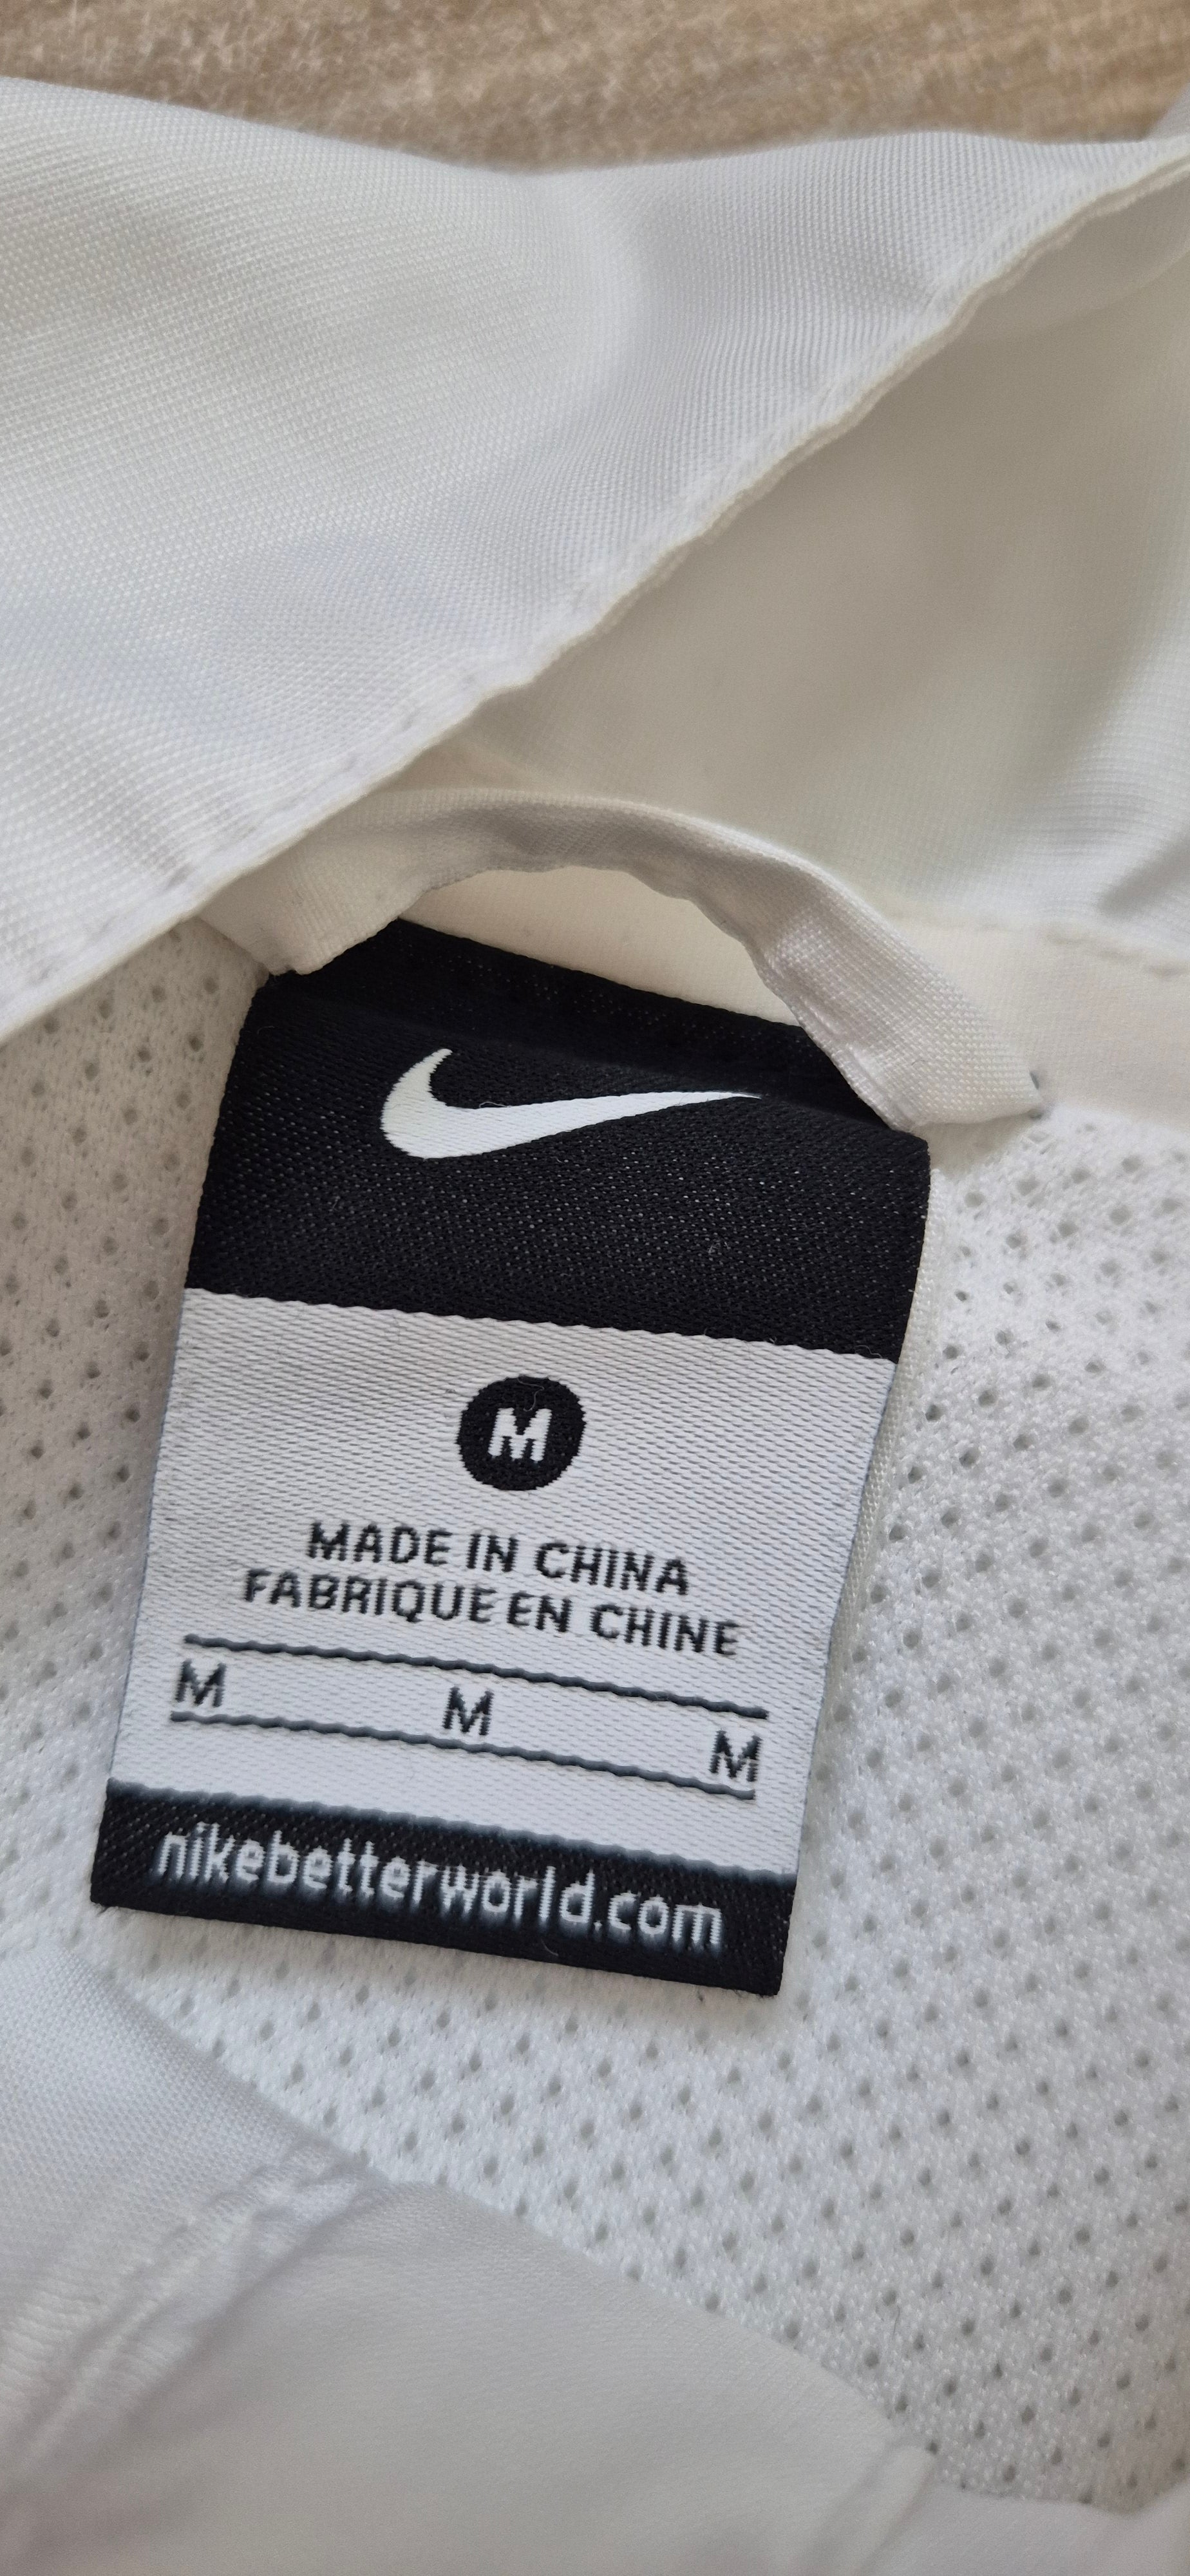 M
MADE IN CHINA
FABRIQUE EN CHINE
M M M
nikebetterworld.com